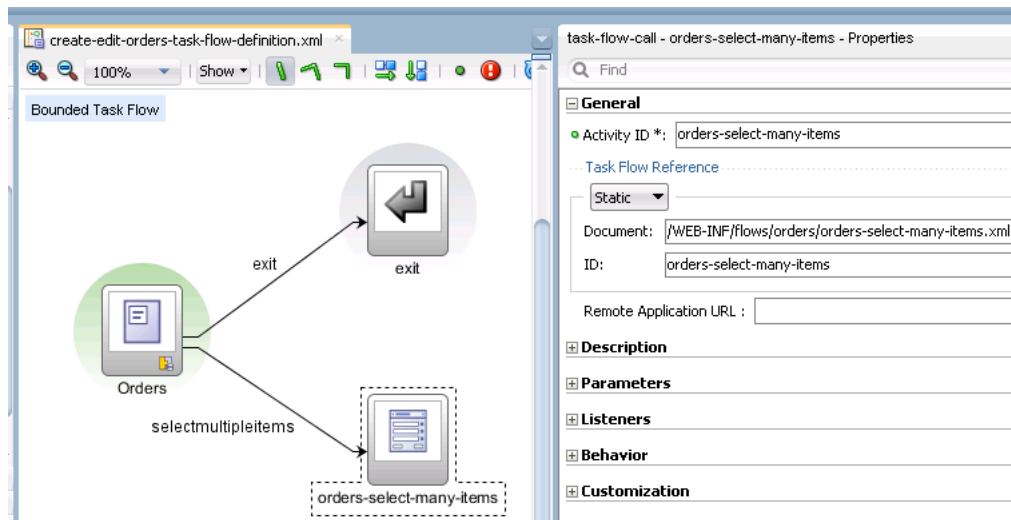 create-edit-orders-task-flow-definition.xml
100%
Show
Bounded Task Flow
exit
exit
Orders
selectmultipleitems
orders-select-many-items
task-flow-call - orders-select-many-items - Properties
Find
General
Activity ID *: orders-select-many-items
Task Flow Reference
Static
Document: /WEB-INF/flows/orders/orders-select-many-items.xml
ID: orders-select-many-items
Remote Application URL :
Description
Parameters
Listeners
Behavior
Customization